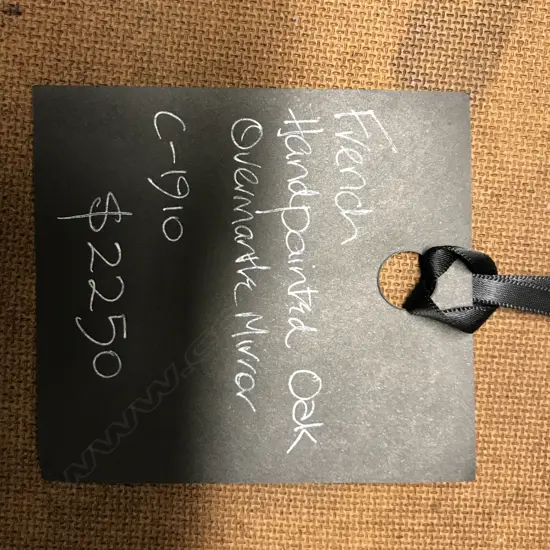 French
Handpainted Oak
Overmantle Mirror
C-1910
$2250